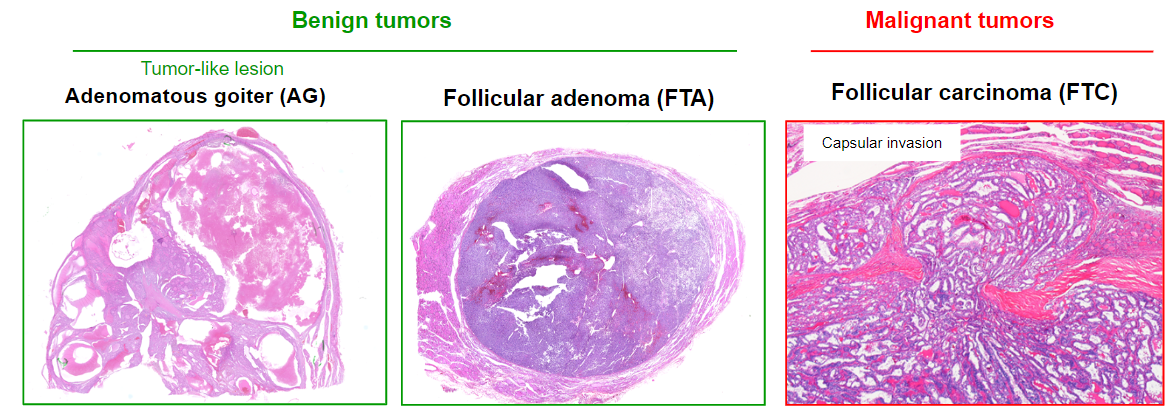 Benign tumors
Malignant tumors
Tumor-like lesion
Adenomatous goiter (AG)
Follicular adenoma (FTA)
Follicular carcinoma (FTC)
Capsular invasion